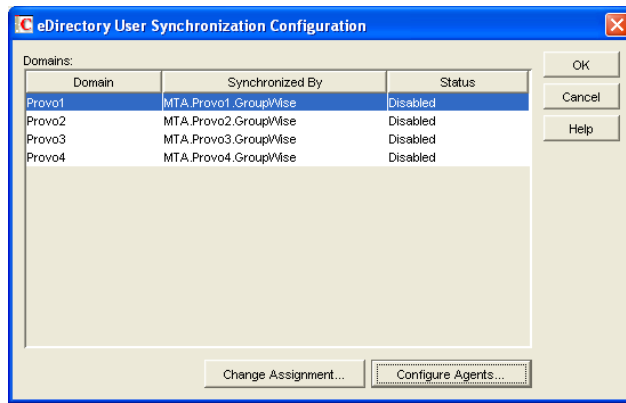 eDirectory User Synchronization Configuration
Domains:
Domain Synchronized By Status
Provo1 MTA.Provo1.GroupWise Disabled
Provo2 MTA.Provo2.GroupWise Disabled
Provo3 MTA.Provo3.GroupWise Disabled
Provo4 MTA.Provo4.GroupWise Disabled
OK
Cancel
Help
Change Assignment... Configure Agents...